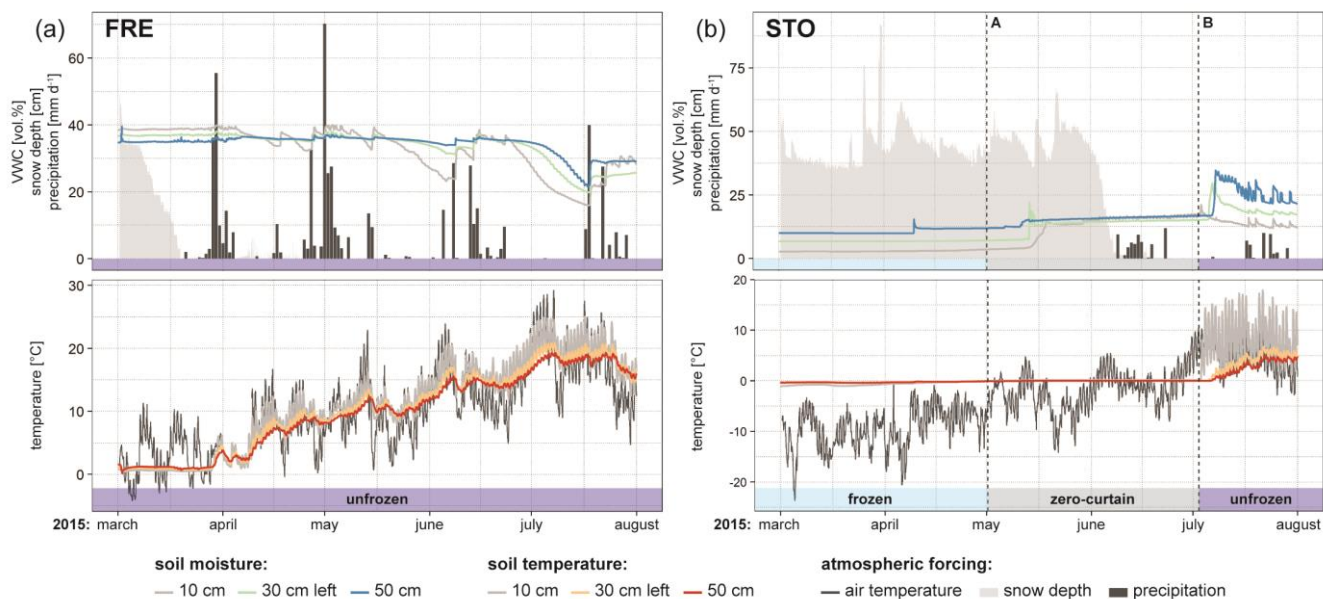 (a) FRE
VWC [vol.%]
snow depth [cm]
precipitation [mm d⁻¹]
60
40
20
0
temperature [°C]
30
20
10
0
unfrozen
2015: march april may june july august
(b) STO
A
B
VWC [vol.%]
snow depth [cm]
precipitation [mm d⁻¹]
75
50
25
0
temperature [°C]
20
10
0
-10
-20
frozen zero-curtain unfrozen
2015: march april may june july august
soil moisture: soil temperature: atmospheric forcing:
10 cm 30 cm left 50 cm 10 cm 30 cm left 50 cm air temperature snow depth precipitation